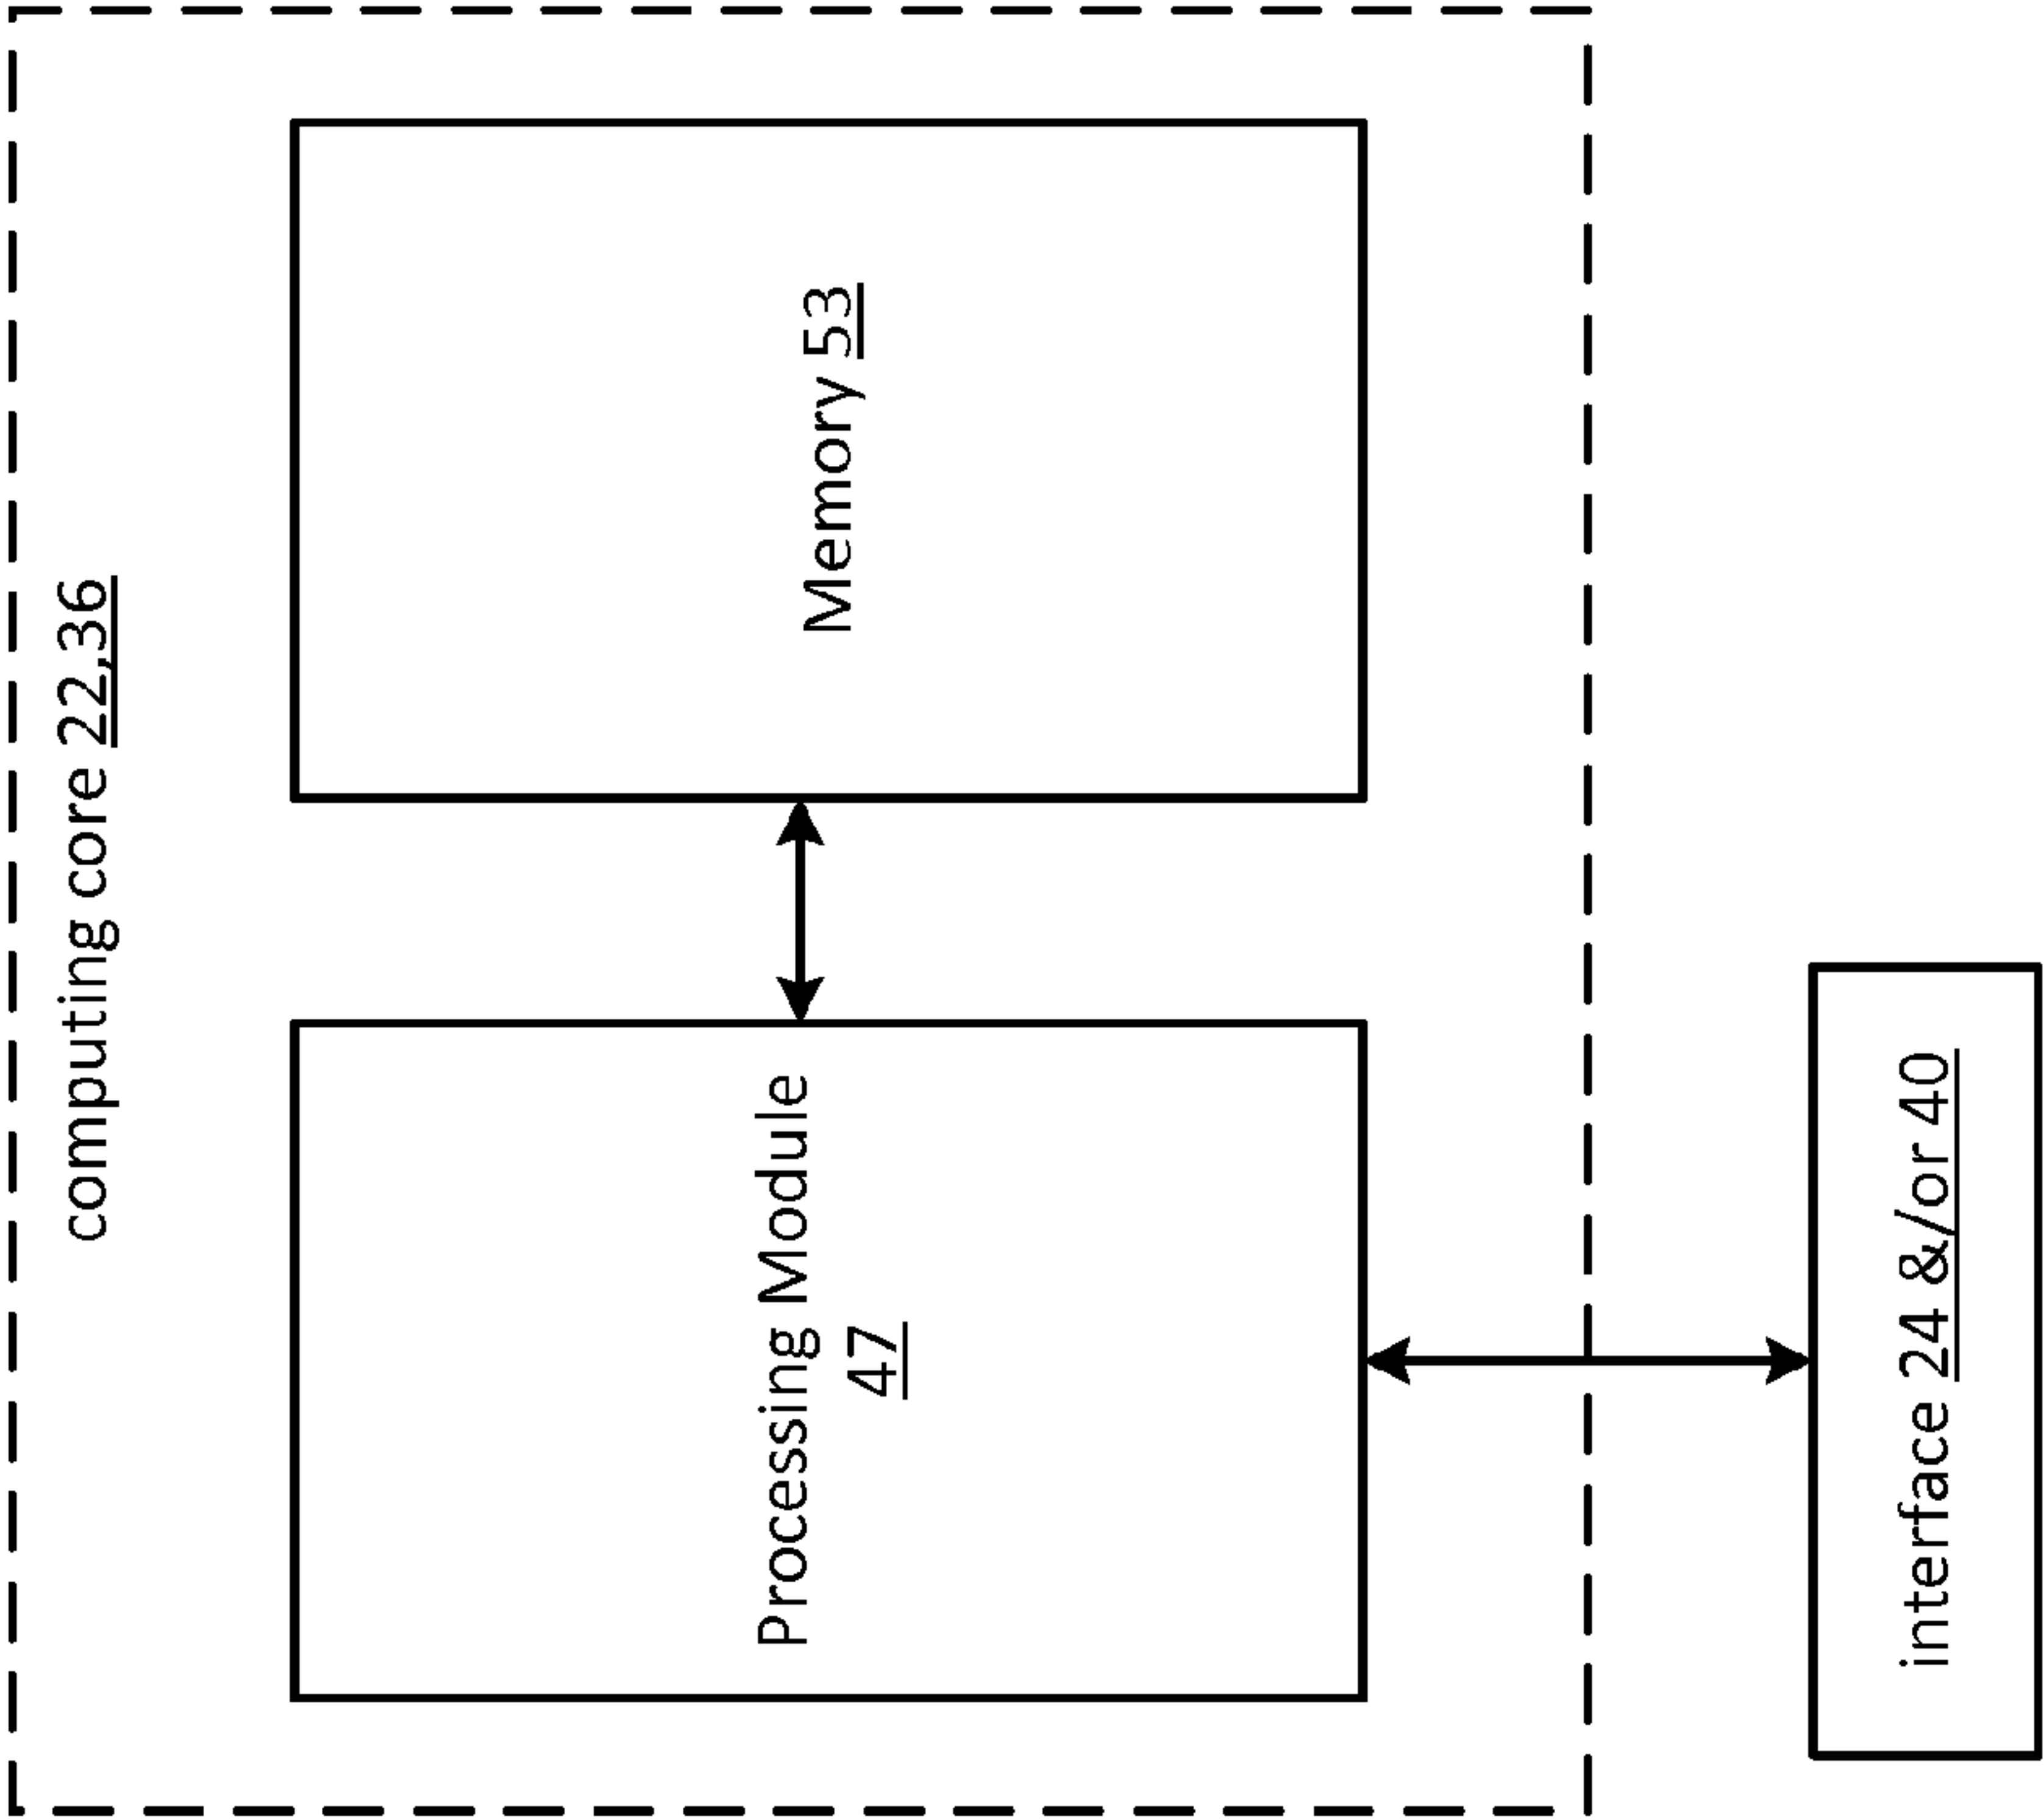 computing core 22,36
Processing Module
47
Memory 53
interface 24 &/or 40